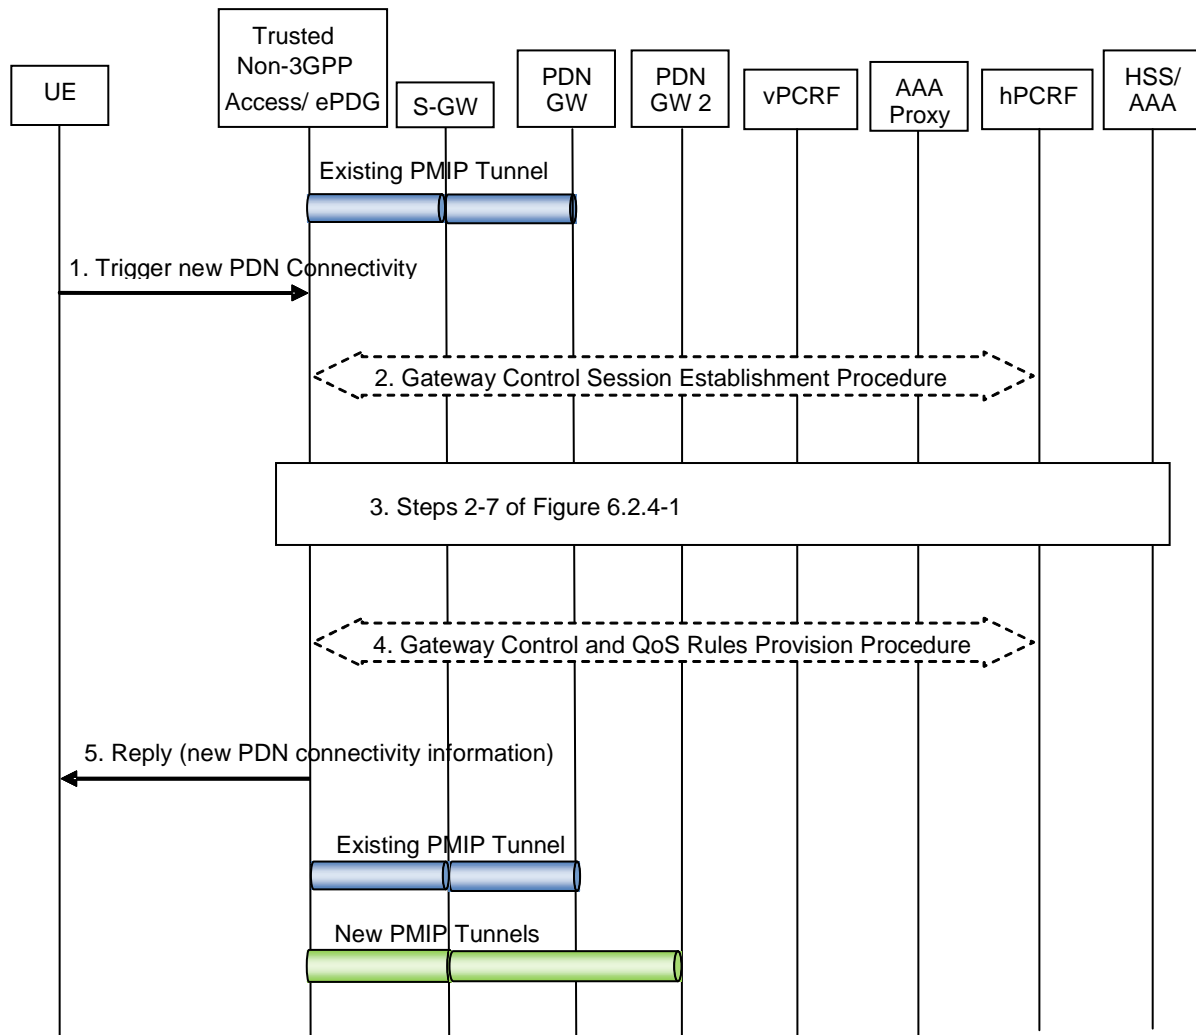 UE
Trusted
Non-3GPP
Access/ ePDG
S-GW
PDN
GW
PDN
GW 2
vPCRF
AAA
Proxy
hPCRF
HSS/
AAA
Existing PMIP Tunnel
1. Trigger new PDN Connectivity
2. Gateway Control Session Establishment Procedure
3. Steps 2-7 of Figure 6.2.4-1
4. Gateway Control and QoS Rules Provision Procedure
5. Reply (new PDN connectivity information)
Existing PMIP Tunnel
New PMIP Tunnels